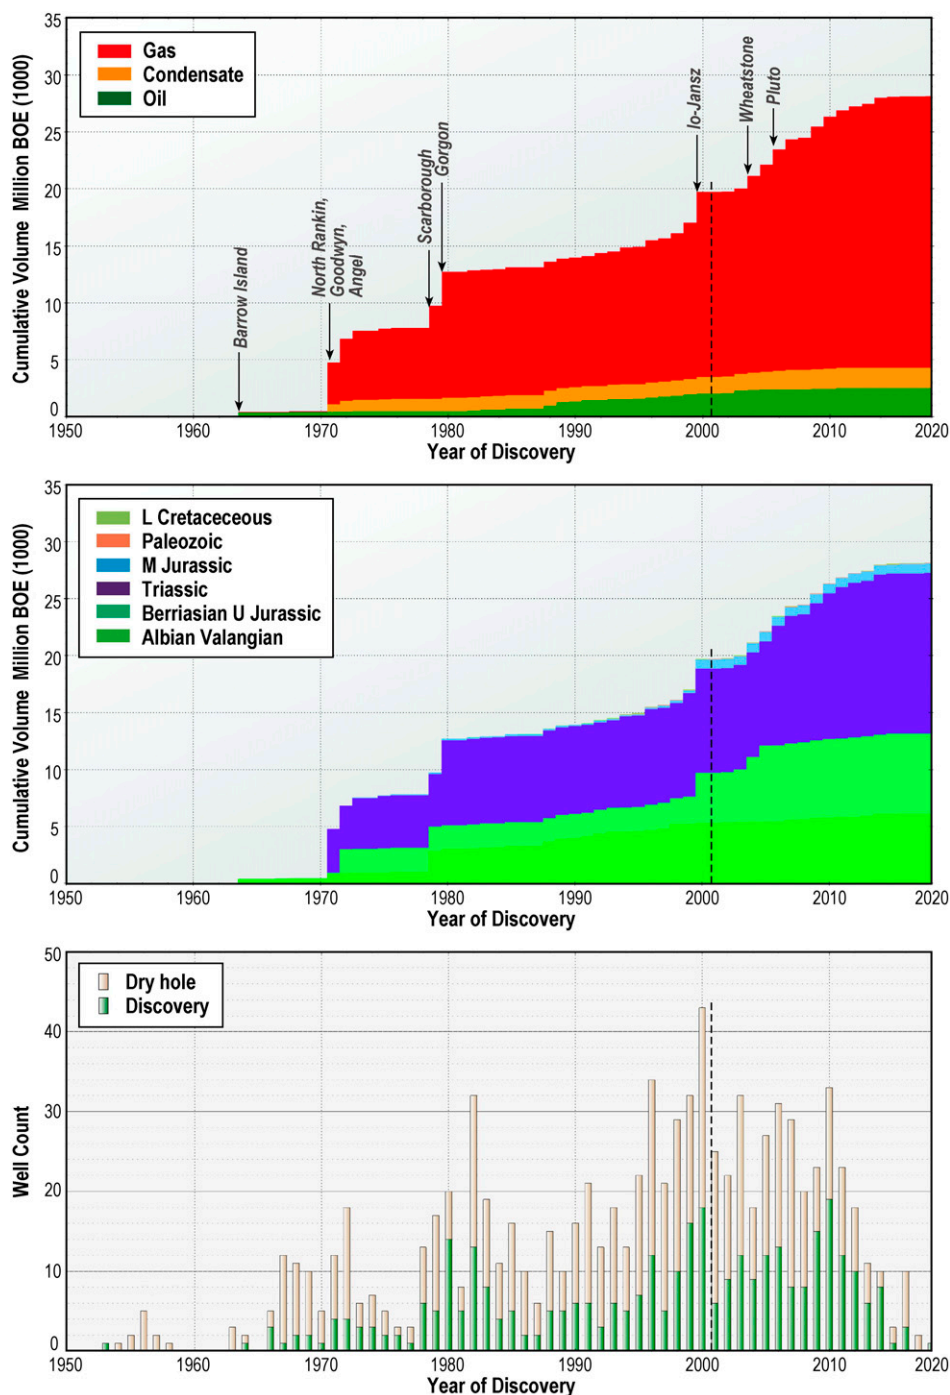 35
30
25
20
15
10
5
0
Cumulative Volume Million BOE (1000)
Gas
Condensate
Oil
Barrow Island
North Rankin,
Goodwyn,
Angel
Scarborough
Gorgon
Io-Jansz
Wheatstone
Pluto
1950 1960 1970 1980 1990 2000 2010 2020
Year of Discovery
35
30
25
20
15
10
5
0
Cumulative Volume Million BOE (1000)
L Cretaceceous
Paleozoic
M Jurassic
Triassic
Berriasian U Jurassic
Albian Valangian
1950 1960 1970 1980 1990 2000 2010 2020
Year of Discovery
50
40
30
20
10
0
Well Count
Dry hole
Discovery
1950 1960 1970 1980 1990 2000 2010 2020
Year of Discovery